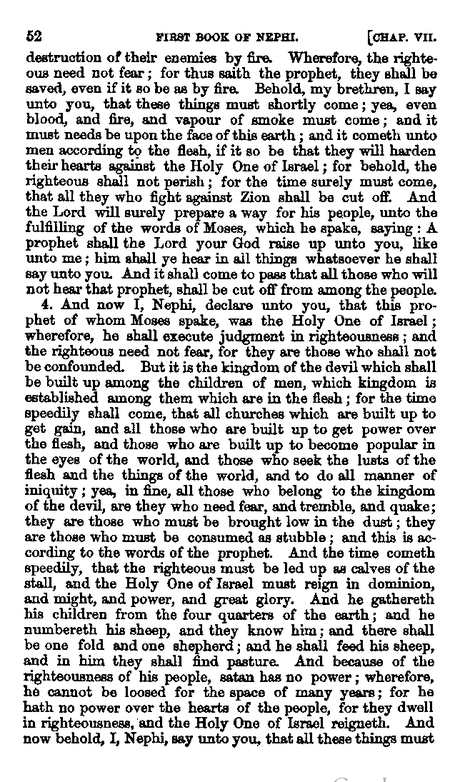 52 FIRST BOOK OF NEPHI. [CHAP. VII.
destruction of their enemies by fire. Wherefore, the righte-
ous need not fear; for thus saith the prophet, they shall be
saved, even if it so be as by fire. Behold, my brethren, I say
unto you, that these things must shortly come; yea, even
blood, and fire, and vapour of smoke must come; and it
must needs be upon the face of this earth; and it cometh unto
men according to the flesh, if it so be that they will harden
their hearts against the Holy One of Israel; for behold, the
righteous shall not perish; for the time surely must come,
that all they who fight against Zion shall be cut off. And
the Lord will surely prepare a way for his people, unto the
fulfilling of the words of Moses, which he spake, saying: A
prophet shall the Lord your God raise up unto you, like
unto me; him shall ye hear in all things whatsoever he shall
say unto you. And it shall come to pass that all those who will
not hear that prophet, shall be cut off from among the people.
4. And now I, Nephi, declare unto you, that this pro-
phet of whom Moses spake, was the Holy One of Israel;
wherefore, he shall execute judgment in righteousness; and
the righteous need not fear, for they are those who shall not
be confounded. But it is the kingdom of the devil which shall
be built up among the children of men, which kingdom is
established among them which are in the flesh; for the time
speedily shall come, that all churches which are built up to
get gain, and all those who are built up to get power over
the flesh, and those who are built up to become popular in
the eyes of the world, and those who seek the lusts of the
flesh and the things of the world, and to do all manner of
iniquity; yea, in fine, all those who belong to the kingdom
of the devil, are they who need fear, and tremble, and quake;
they are those who must be brought low in the dust; they
are those who must be consumed as stubble; and this is ac-
cording to the words of the prophet. And the time cometh
speedily, that the righteous must be led up as calves of the
stall, and the Holy One of Israel must reign in dominion,
and might, and power, and great glory. And he gathereth
his children from the four quarters of the earth; and he
numbereth his sheep, and they know him; and there shall
be one fold and one shepherd; and he shall feed his sheep,
and in him they shall find pasture. And because of the
righteousness of his people, satan has no power; wherefore,
he cannot be loosed for the space of many years; for he
hath no power over the hearts of the people, for they dwell
in righteousness, and the Holy One of Israel reigneth. And
now behold, I, Nephi, say unto you, that all these things must